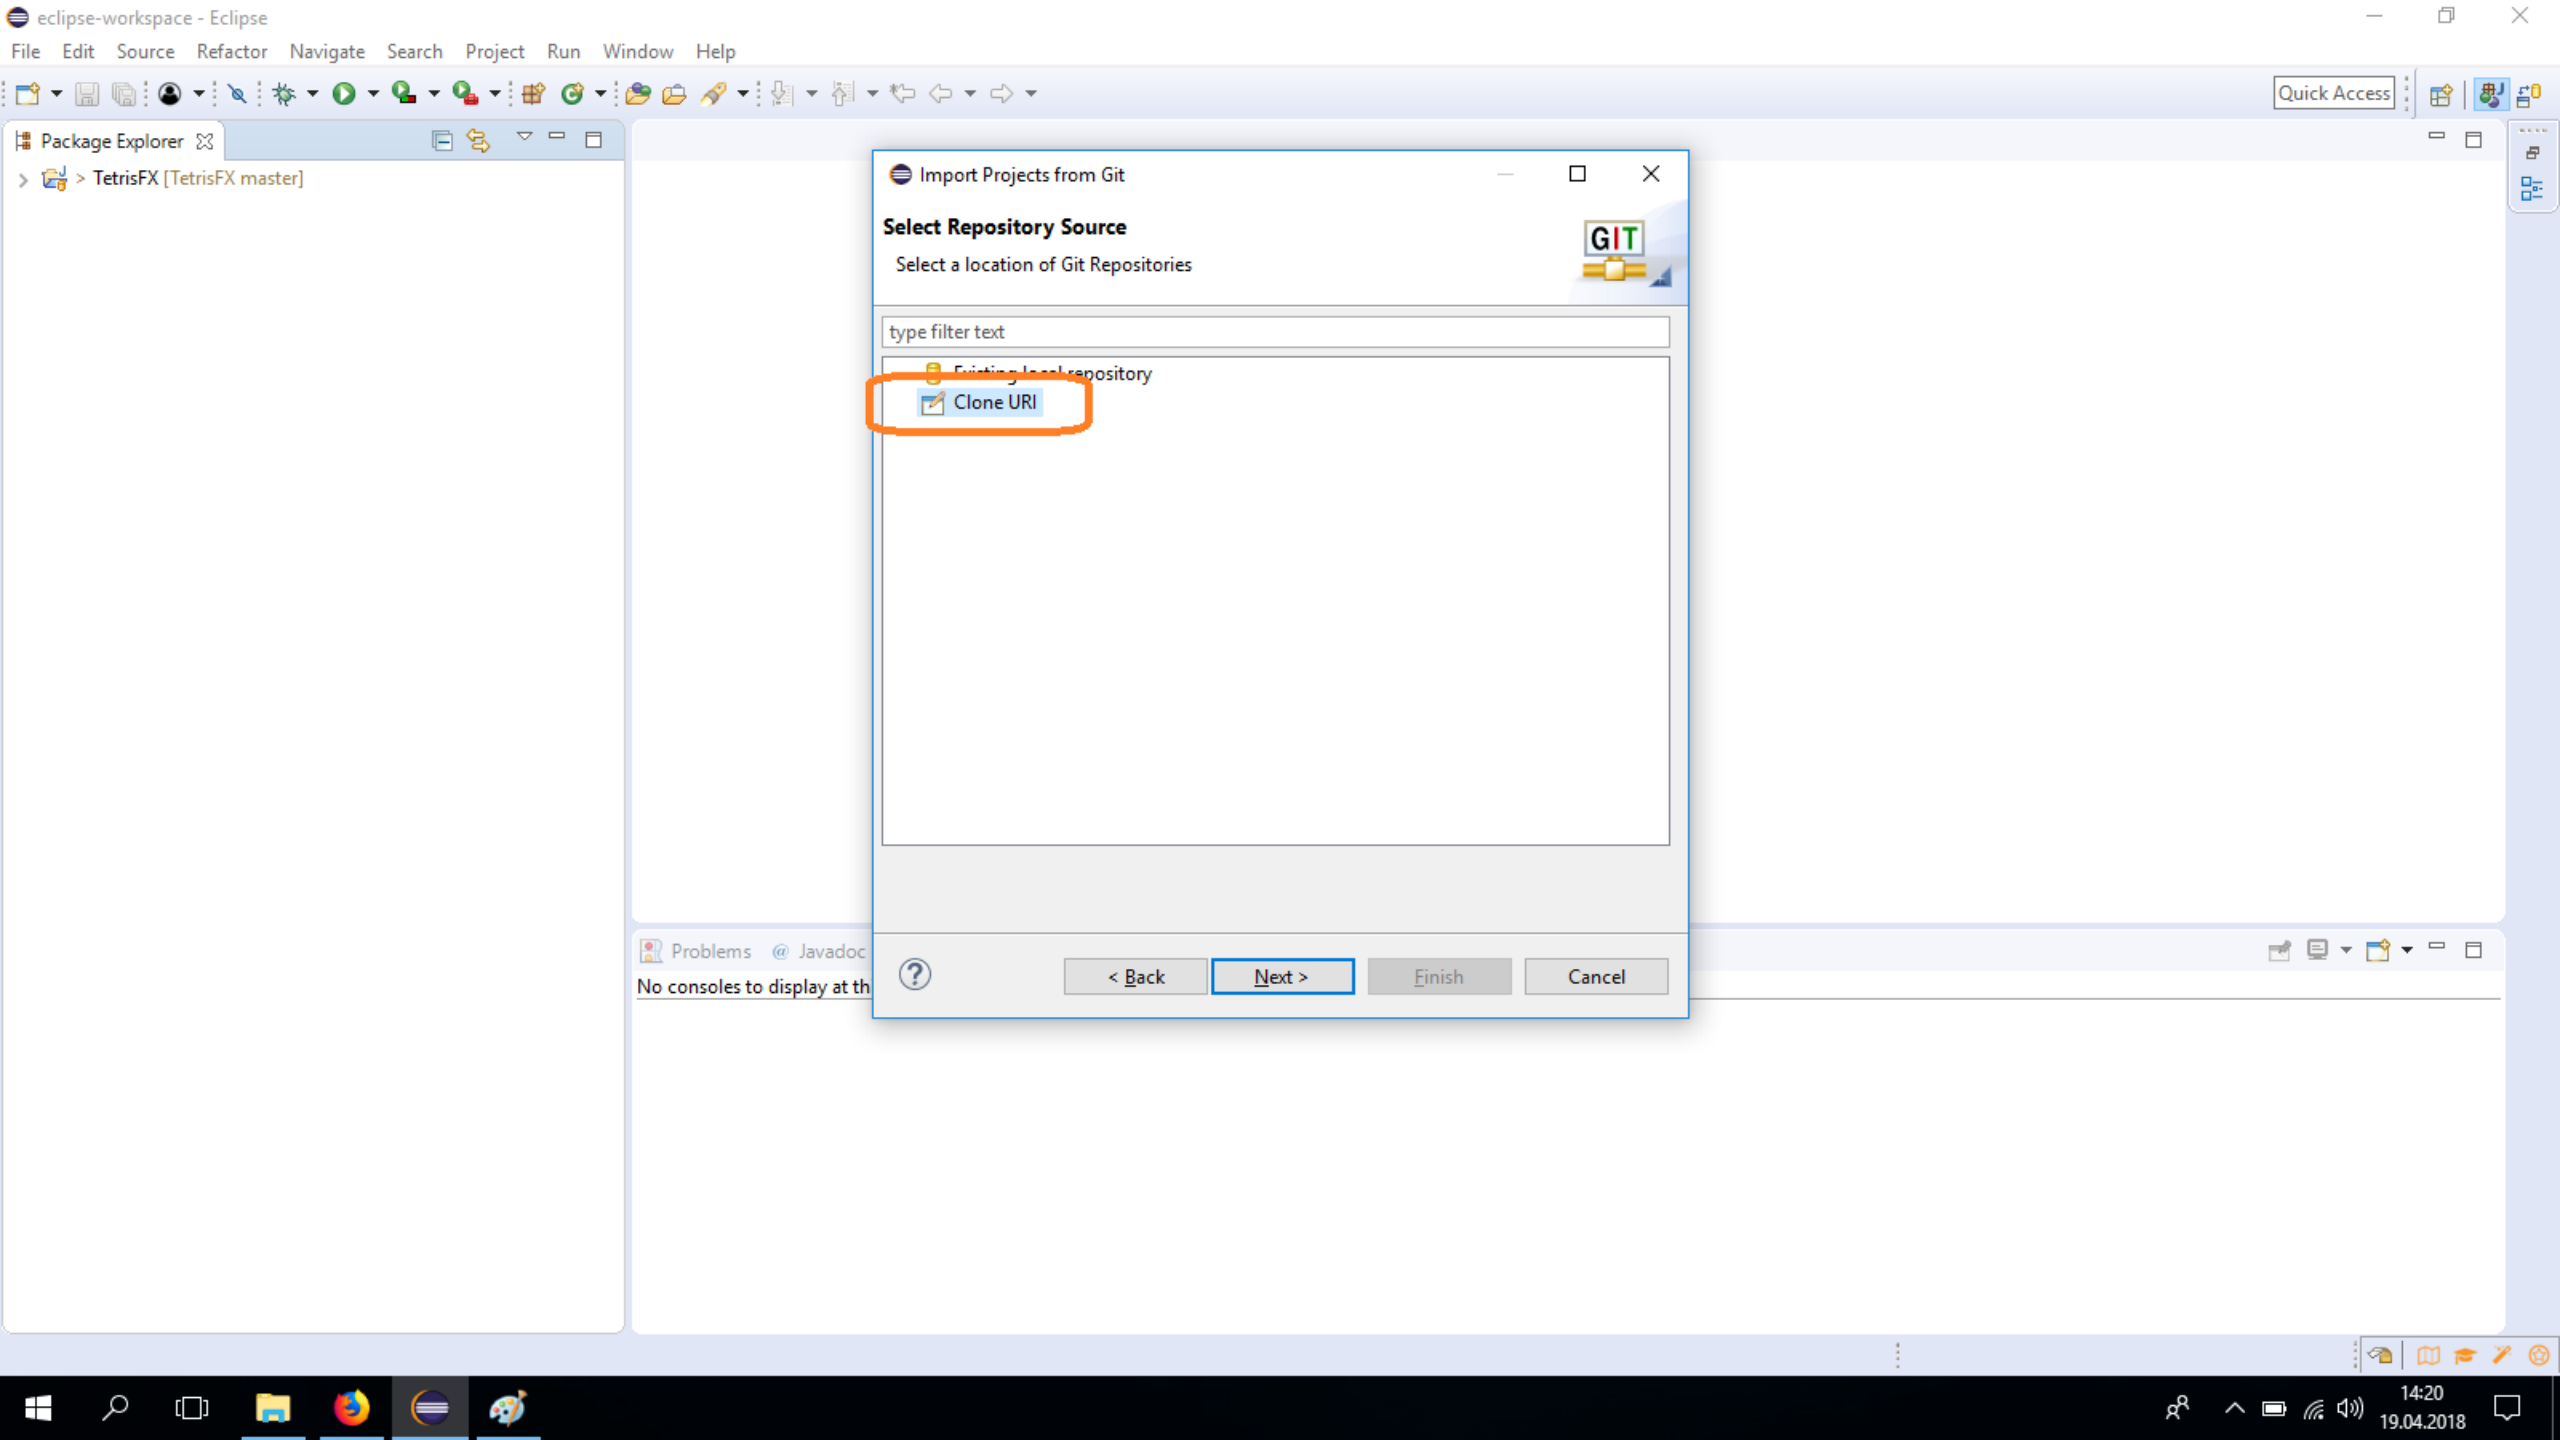 eclipse-workspace - Eclipse
File Edit Source Refactor Navigate Search Project Run Window Help
Quick Access
Package Explorer
> TetrisFX [TetrisFX master]
Import Projects from Git
Select Repository Source
Select a location of Git Repositories
GIT
type filter text
Existing local repository
Clone URI
Problems @ Javadoc
No consoles to display at th
< Back Next > Finish Cancel
14:20
19.04.2018